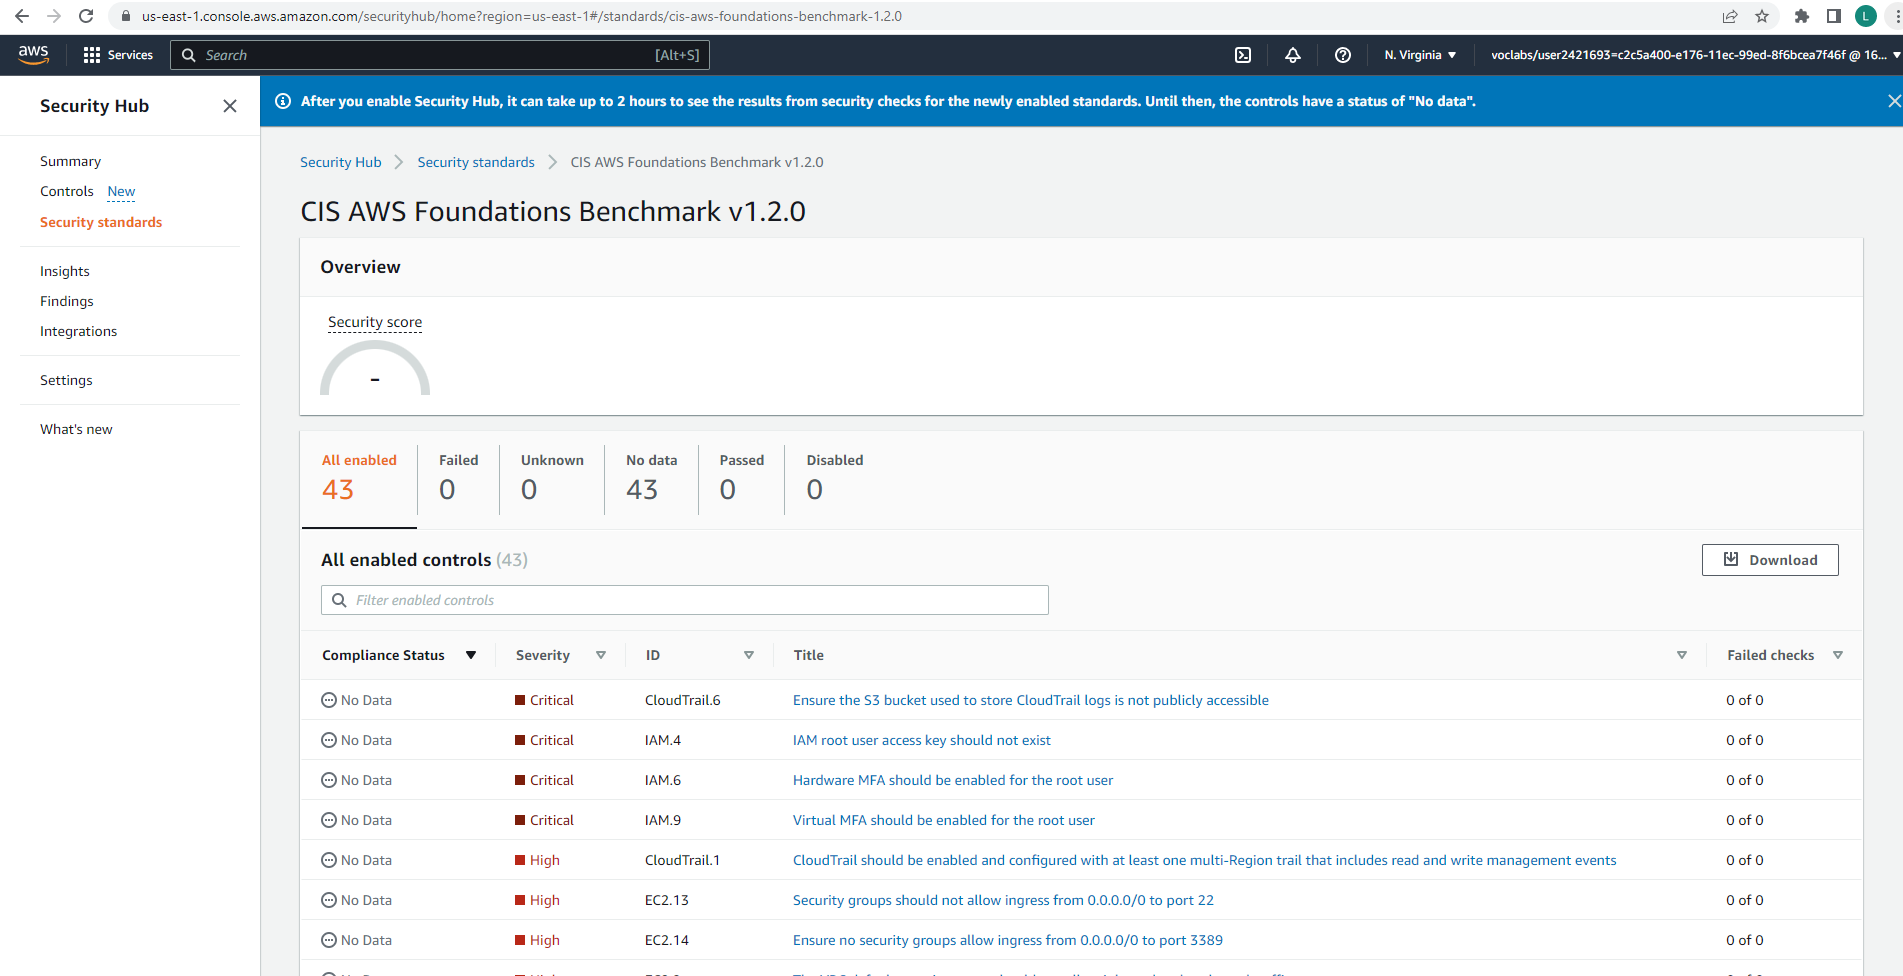 us-east-1.console.aws.amazon.com/securityhub/home?region=us-east-1#/standards/cis-aws-foundations-benchmark-1.2.0
L
aws
Services
Search
[Alt+S]
N. Virginia
voclabs/user2421693=c2c5a400-e176-11ec-99ed-8f6bcea7f46f @ 16...
Security Hub
After you enable Security Hub, it can take up to 2 hours to see the results from security checks for the newly enabled standards. Until then, the controls have a status of "No data".
Summary
Controls New
Security standards
Insights
Findings
Integrations
Settings
What's new
Security Hub
Security standards
CIS AWS Foundations Benchmark v1.2.0
CIS AWS Foundations Benchmark v1.2.0
Overview
Security score
-
All enabled
43
Failed
0
Unknown
0
No data
43
Passed
0
Disabled
0
All enabled controls (43)
Download
Filter enabled controls
Compliance Status Severity ID Title Failed checks
No Data Critical CloudTrail.6 Ensure the S3 bucket used to store CloudTrail logs is not publicly accessible 0 of 0
No Data Critical IAM.4 IAM root user access key should not exist 0 of 0
No Data Critical IAM.6 Hardware MFA should be enabled for the root user 0 of 0
No Data Critical IAM.9 Virtual MFA should be enabled for the root user 0 of 0
No Data High CloudTrail.1 CloudTrail should be enabled and configured with at least one multi-Region trail that includes read and write management events 0 of 0
No Data High EC2.13 Security groups should not allow ingress from 0.0.0.0/0 to port 22 0 of 0
No Data High EC2.14 Ensure no security groups allow ingress from 0.0.0.0/0 to port 3389 0 of 0